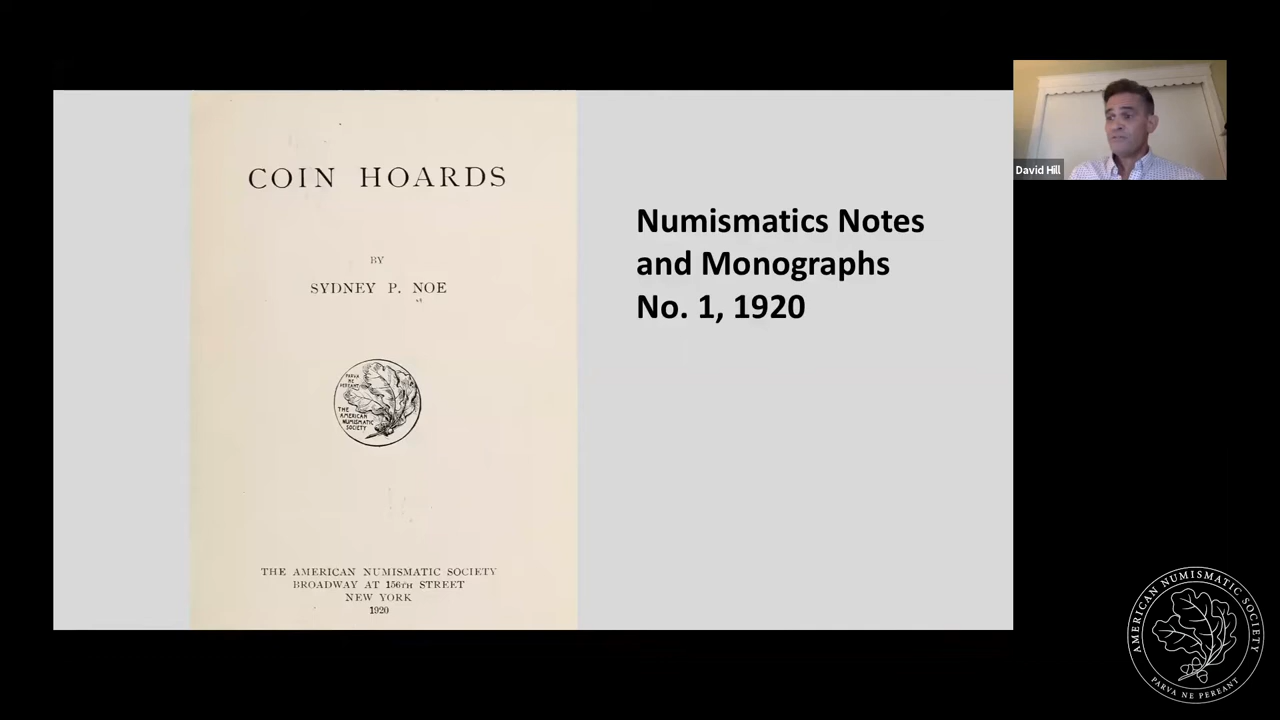 COIN HOARDS
BY
SYDNEY P. NOE
PARVA
NE
PEREANT
THE
AMERICAN
NUMISMATIC
SOCIETY
THE AMERICAN NUMISMATIC SOCIETY
BROADWAY AT 156TH STREET
NEW YORK
1920
Numismatics Notes
and Monographs
No. 1, 1920
David Hill
AMERICAN NUMISMATIC SOCIETY
PARVA NE PEREANT